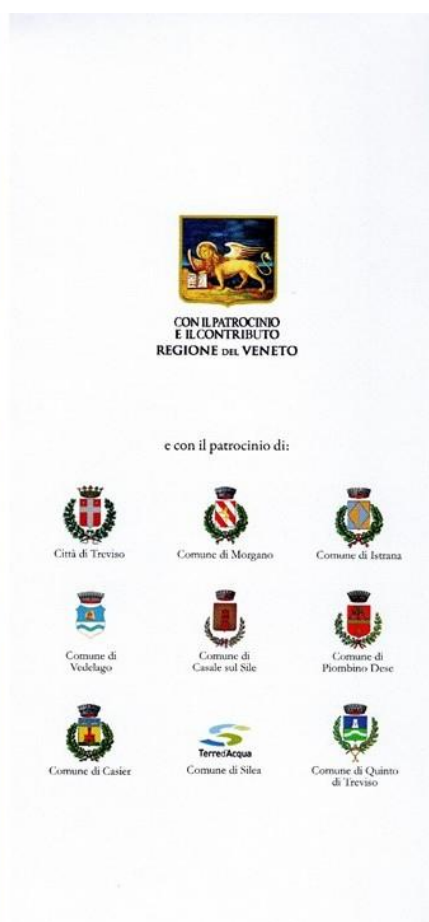 CON IL PATROCINIO
E IL CONTRIBUTO
REGIONE DEL VENETO
e con il patrocinio di:
Città di Treviso
Comune di Morgano
Comune di Istrana
Comune di
Vedelago
Comune di
Casale sul Sile
Comune di
Piombino Dese
Comune di Casier
Terred'Acqua
Comune di Silea
Comune di Quinto
di Treviso